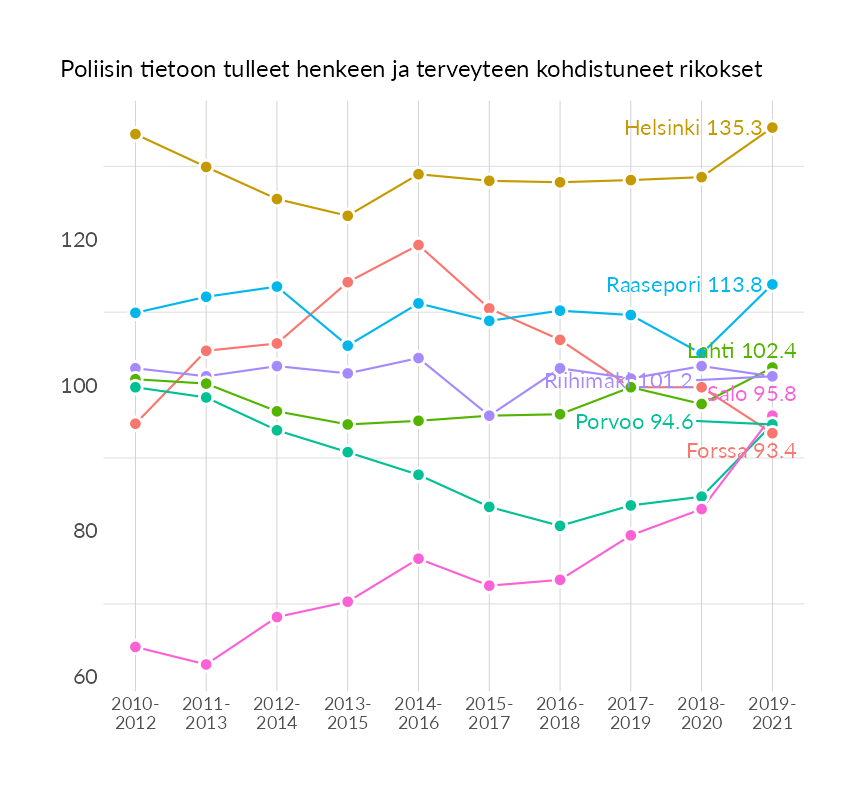 Poliisin tietoon tulleet henkeen ja terveyteen kohdistuneet rikokset
Helsinki 135.3
120
Raasepori 113.8
Lahti 102.4
100
Riihimäki 101.2
Salo 95.8
Porvoo 94.6
Forssa 93.4
80
60
2010- 2011- 2012- 2013- 2014- 2015- 2016- 2017- 2018- 2019-
2012 2013 2014 2015 2016 2017 2018 2019 2020 2021